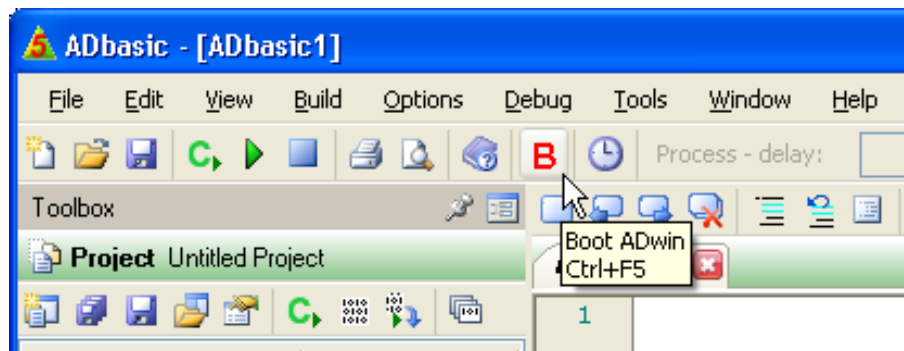 ADbasic - [ADbasic1]
File Edit View Build Options Debug Tools Window Help
C B Process - delay:
Toolbox
Boot ADwin
Ctrl+F5
Project Untitled Project
C
1